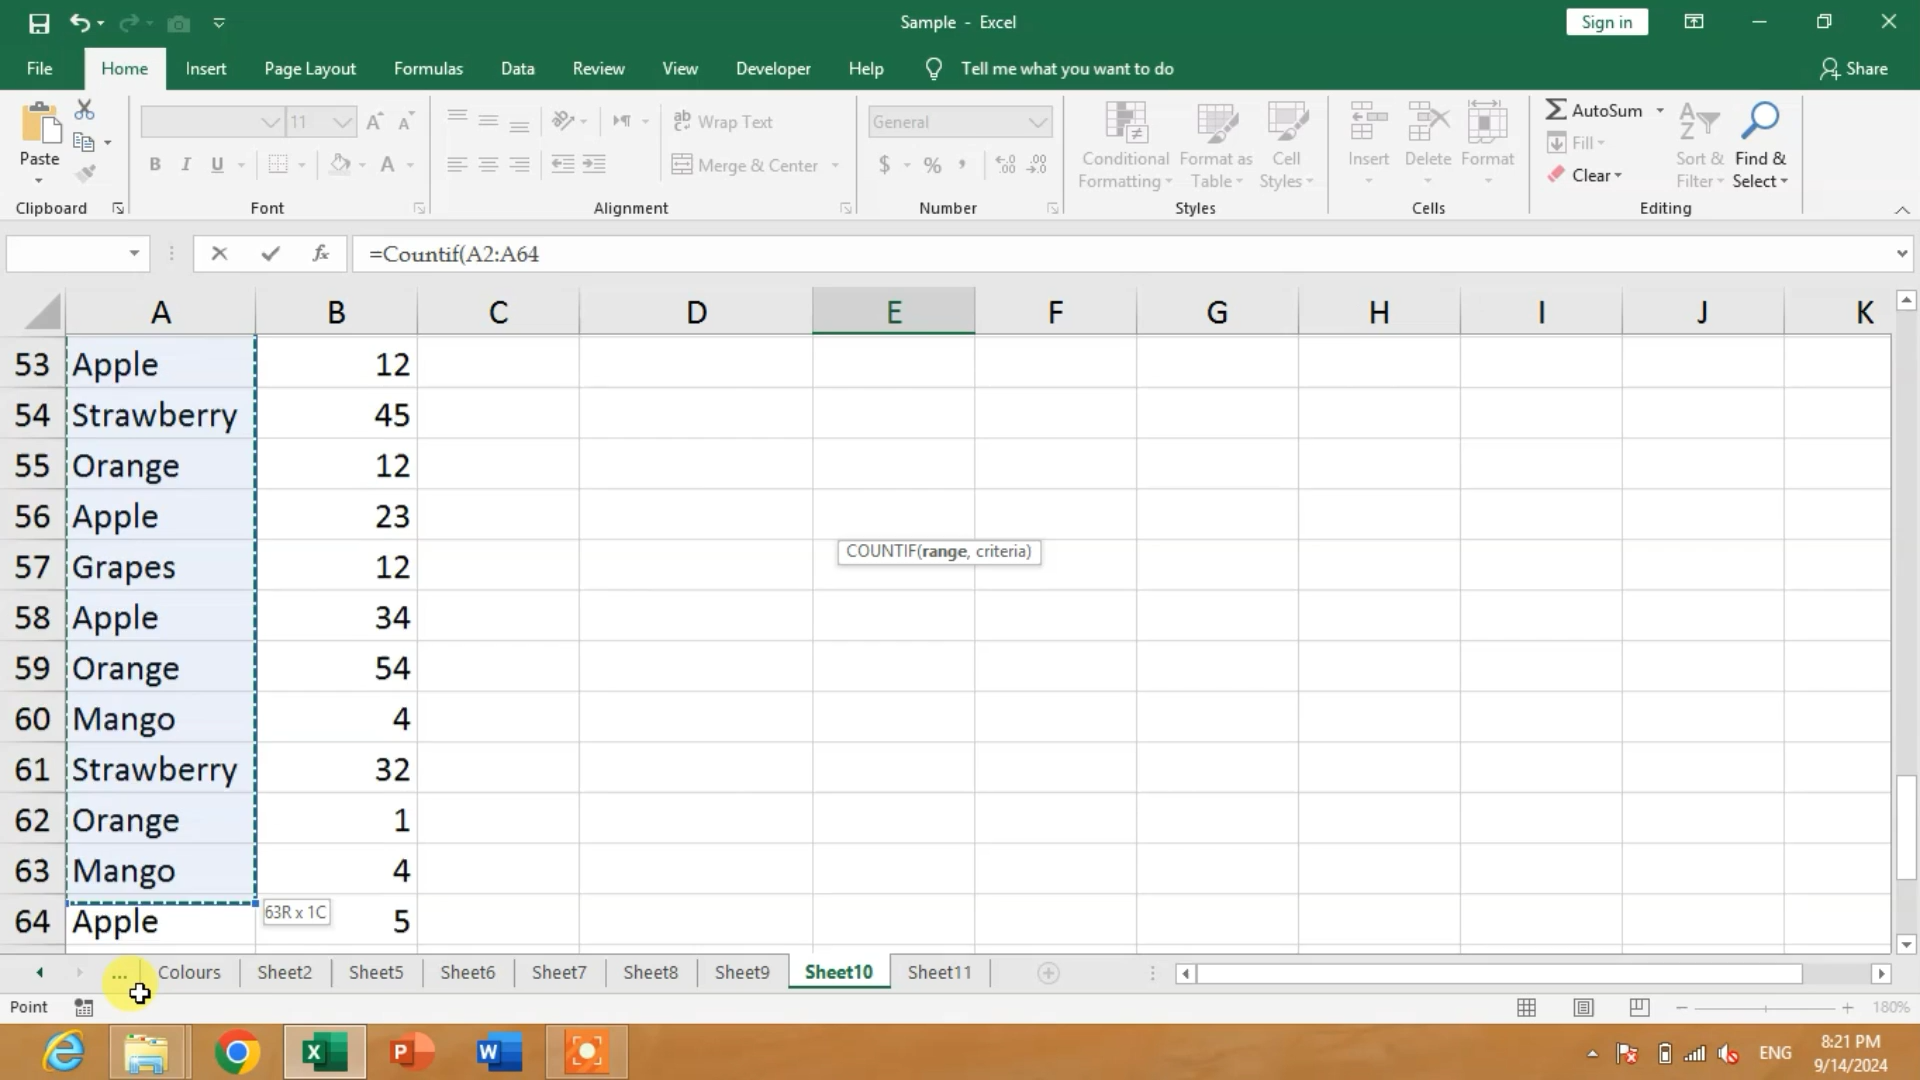 Sample - Excel
Sign in
File Home Insert Page Layout Formulas Data Review View Developer Help Tell me what you want to do Share
Paste
Clipboard
11
B I U A
Font
Wrap Text
Merge & Center
Alignment
General
$ % ,
Number
Conditional Formatting
Format as Table
Cell Styles
Styles
Insert
Delete
Format
Cells
AutoSum
Fill
Clear
Sort & Filter
Find & Select
Editing
fx =Countif(A2:A64
A B C D E F G H I J K
53 Apple 12
54 Strawberry 45
55 Orange 12
56 Apple 23
COUNTIF(range, criteria)
57 Grapes 12
58 Apple 34
59 Orange 54
60 Mango 4
61 Strawberry 32
62 Orange 1
63 Mango 4
63R x 1C
64 Apple 5
... Colours Sheet2 Sheet5 Sheet6 Sheet7 Sheet8 Sheet9 Sheet10 Sheet11
Point
180%
ENG
8:21 PM
9/14/2024